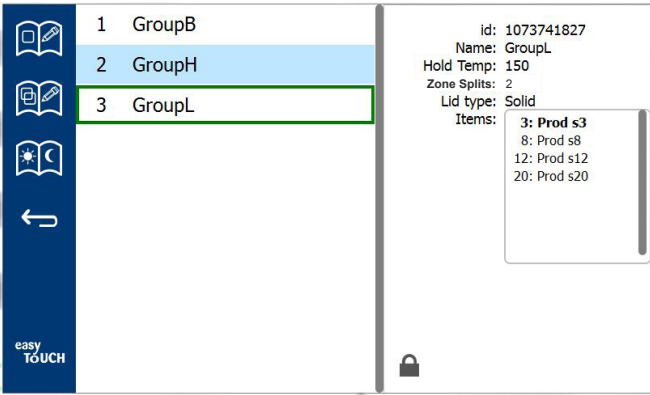 1 GroupB
2 GroupH
3 GroupL
easy
TOUCH
id: 1073741827
Name: GroupL
Hold Temp: 150
Zone Splits: 2
Lid type: Solid
Items:
3: Prod s3
8: Prod s8
12: Prod s12
20: Prod s20